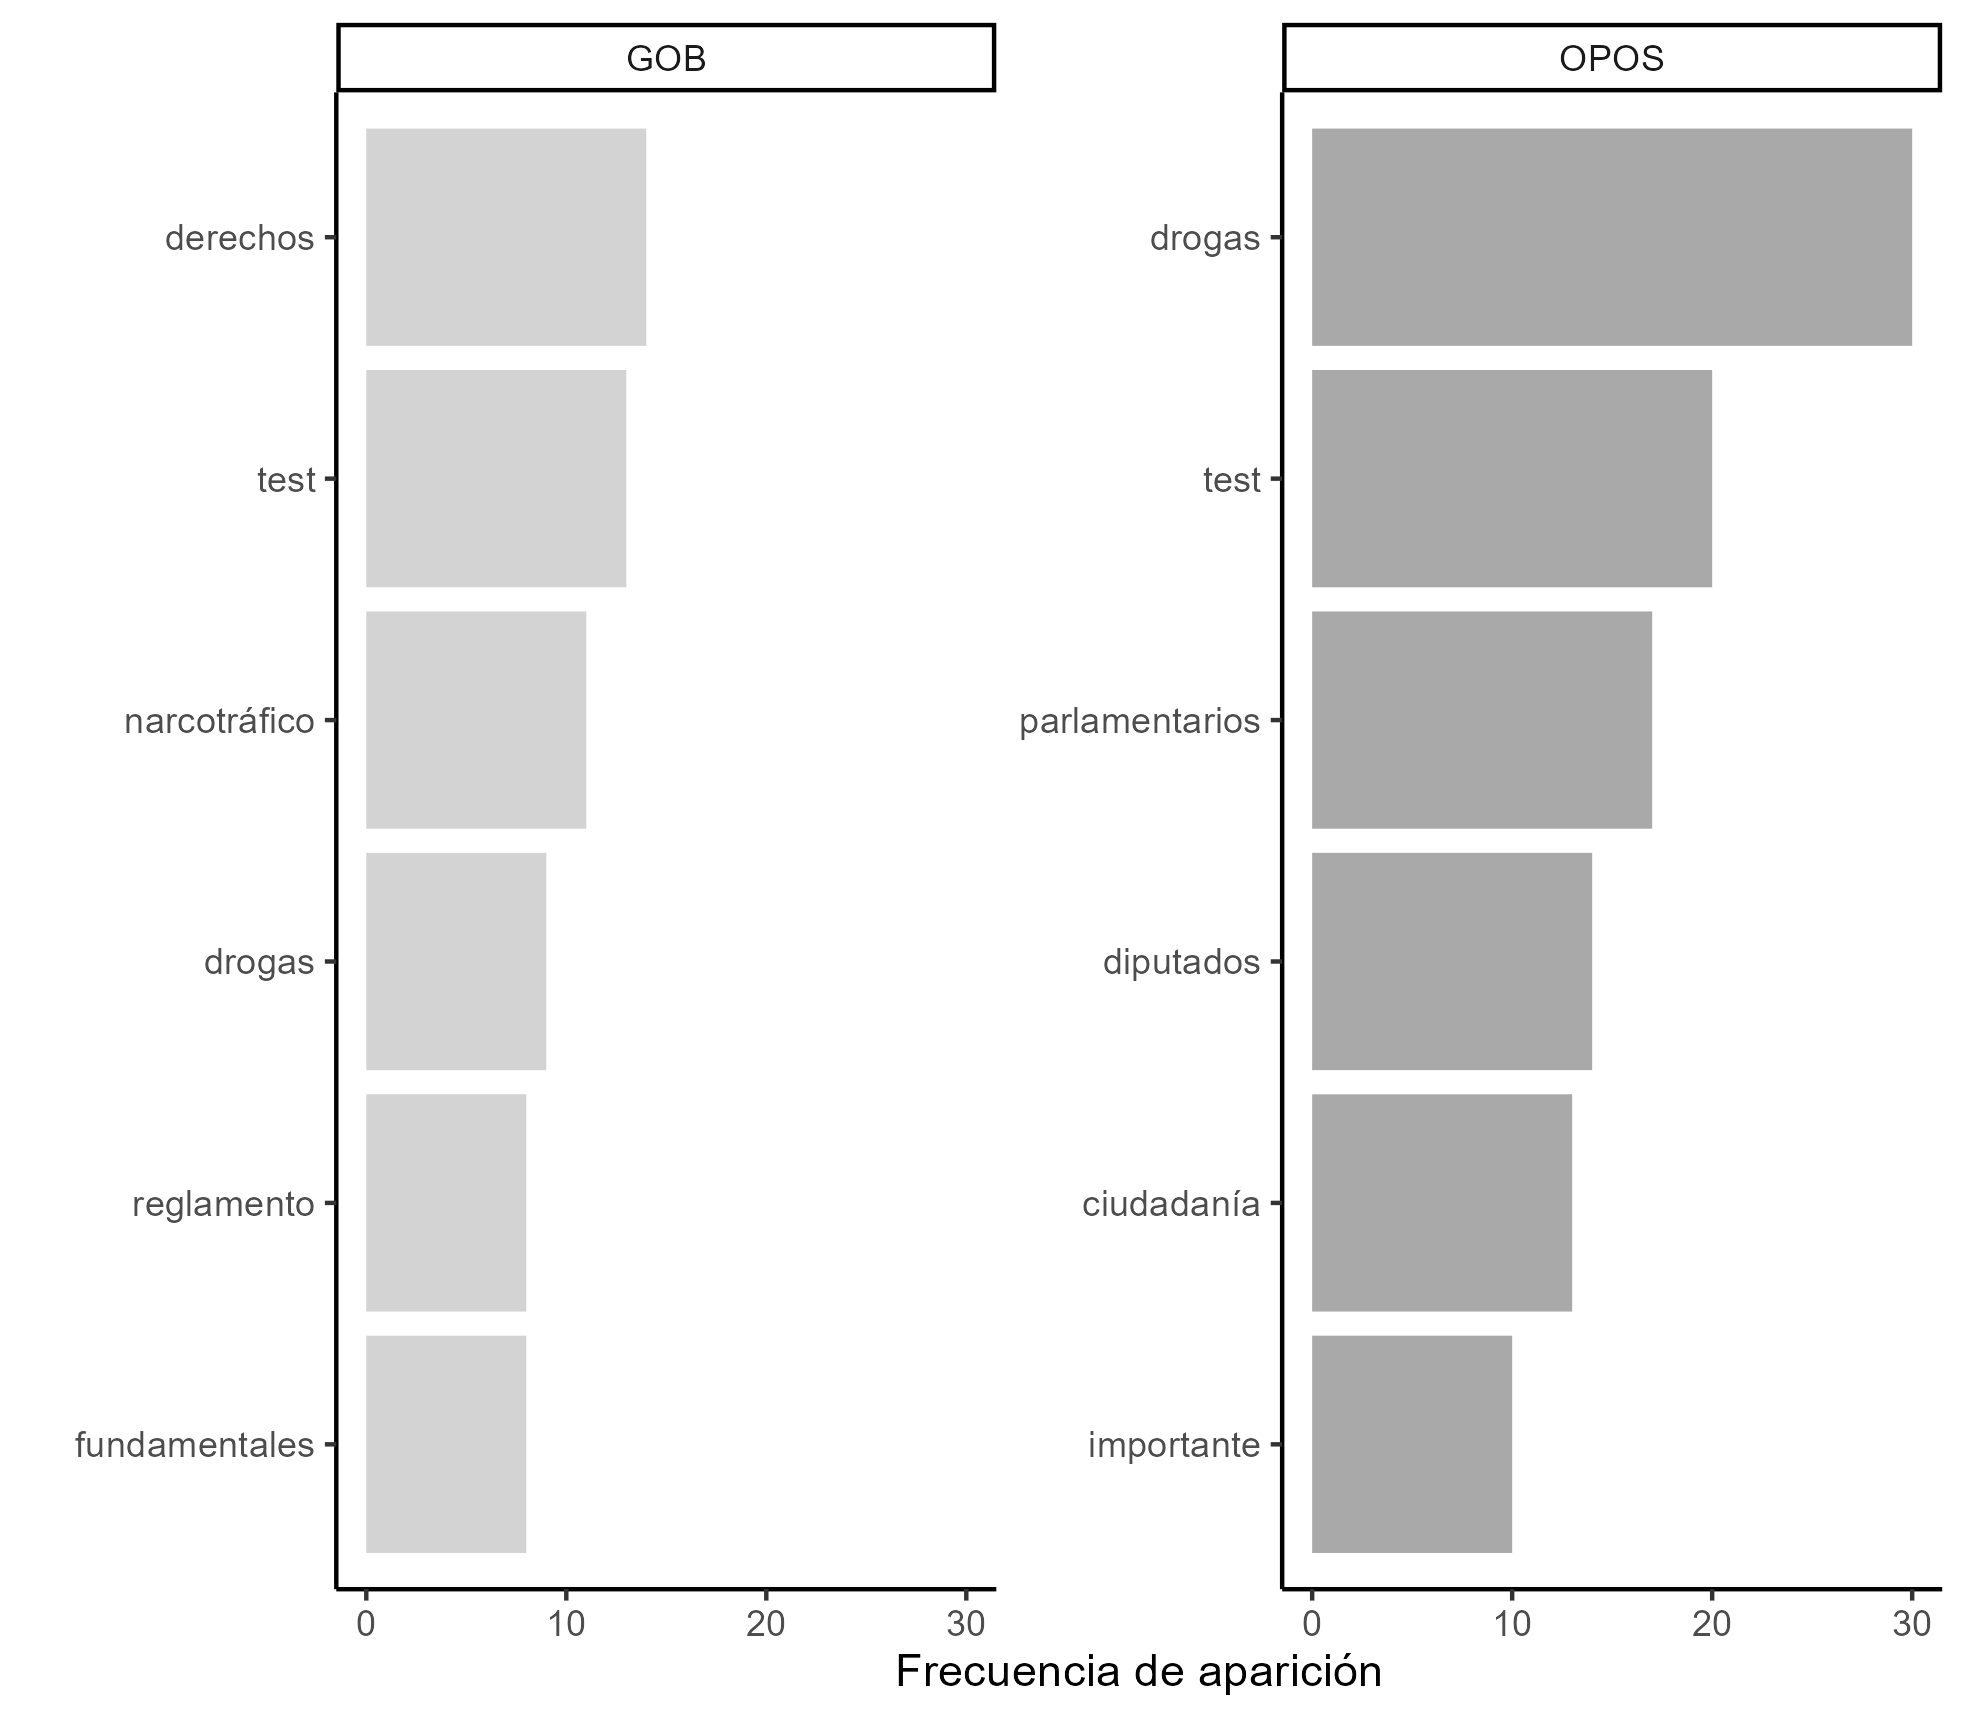 GOB
derechos
test
narcotráfico
drogas
reglamento
fundamentales
0 10 20 30
OPOS
drogas
test
parlamentarios
diputados
ciudadanía
importante
0 10 20 30
Frecuencia de aparición